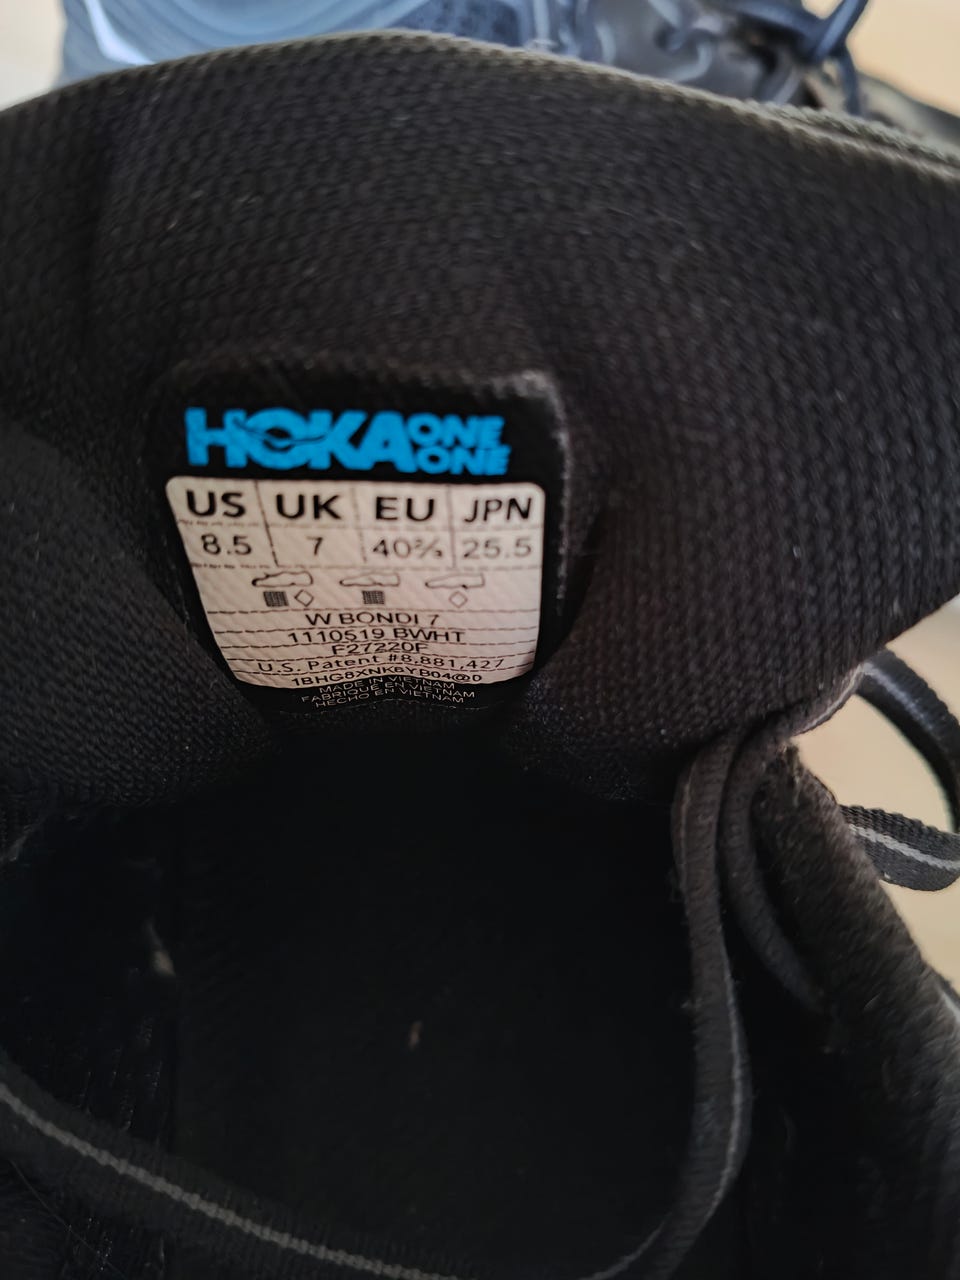 HOKA ONE ONE
US UK EU JPN
8.5 7 40⅔ 25.5
W BONDI 7
1110519 BWHT
F27220F
U.S. Patent #8,881,427
1BHG8XNK8YB04@0
MADE IN VIETNAM
FABRIQUÉ EN VIETNAM
HECHO EN VIETNAM